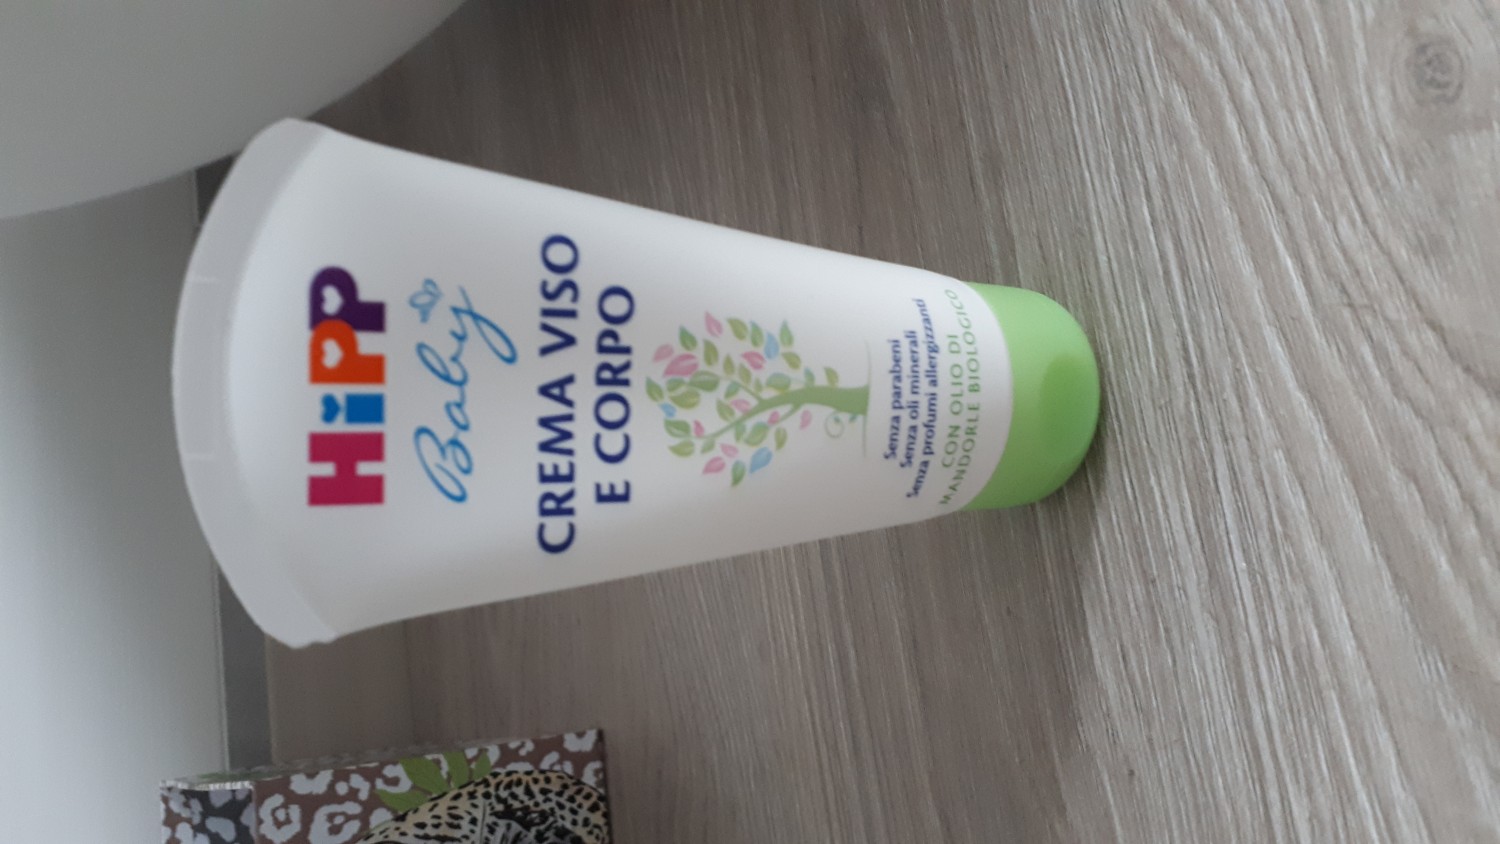 HiPP
Baby
CREMA VISO
E CORPO
Senza parabeni
Senza oli minerali
Senza profumi allergizzanti
CON OLIO DI
MANDORLE BIOLOGICO